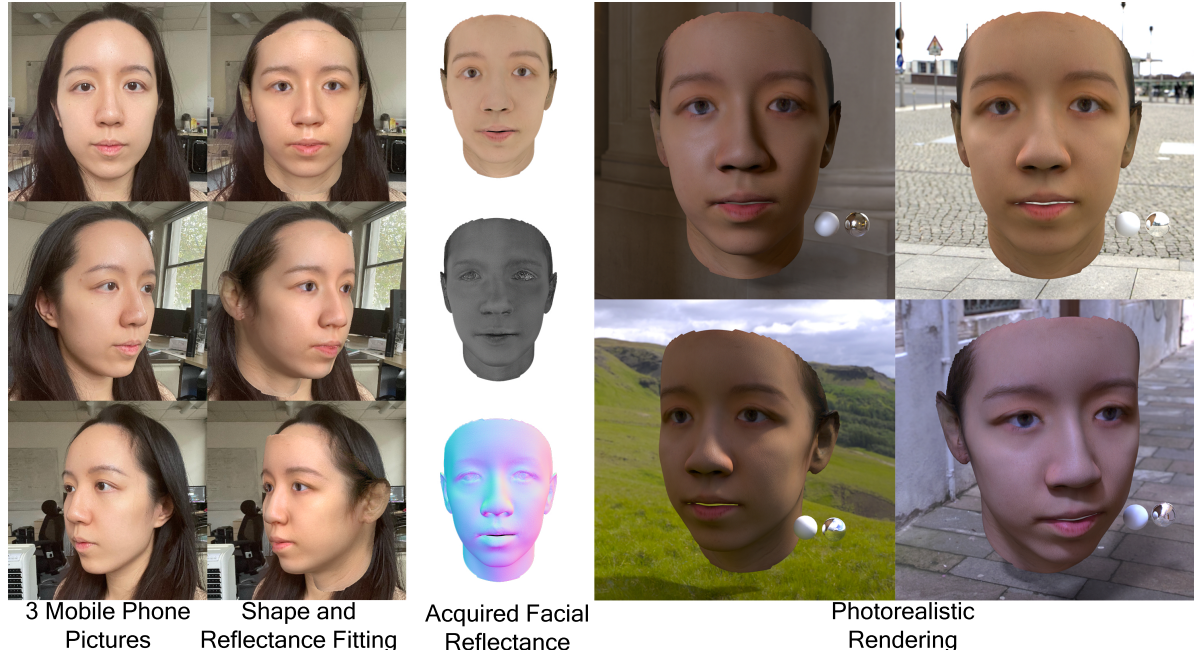 3 Mobile Phone
Pictures
Shape and
Reflectance Fitting
Acquired Facial
Reflectance
Photorealistic
Rendering